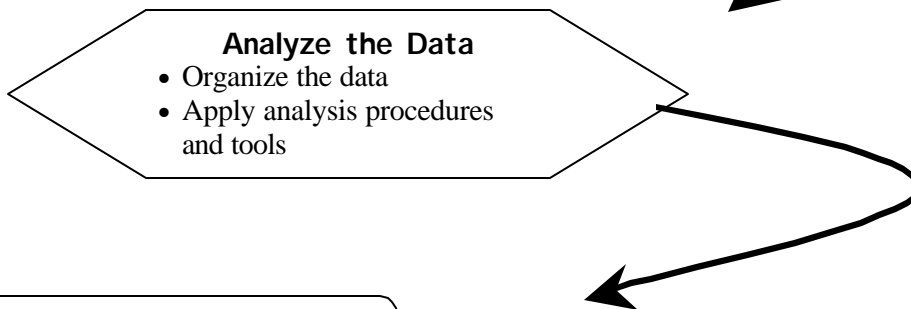 Analyze the Data
• Organize the data
• Apply analysis procedures
and tools